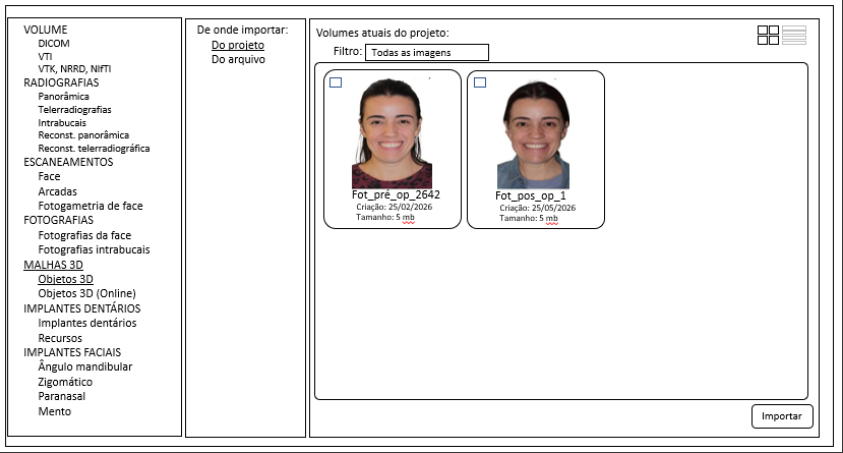 VOLUME
DICOM
VTI
VTK, NRRD, NIfTI
RADIOGRAFIAS
Panorâmica
Telerradiografias
Intrabucais
Reconst. panorâmica
Reconst. telerradiográfica
ESCANEAMENTOS
Face
Arcadas
Fotogametria de face
FOTOGRAFIAS
Fotografias da face
Fotografias intrabucais
MALHAS 3D
Objetos 3D
Objetos 3D (Online)
IMPLANTES DENTÁRIOS
Implantes dentários
Recursos
IMPLANTES FACIAIS
Ângulo mandibular
Zigomático
Paranasal
Mento
De onde importar:
Do projeto
Do arquivo
Volumes atuais do projeto:
Filtro: Todas as imagens
Fot_pré_op_2642
Criação: 25/02/2026
Tamanho: 5 mb
Fot_pos_op_1
Criação: 25/05/2026
Tamanho: 5 mb
Importar